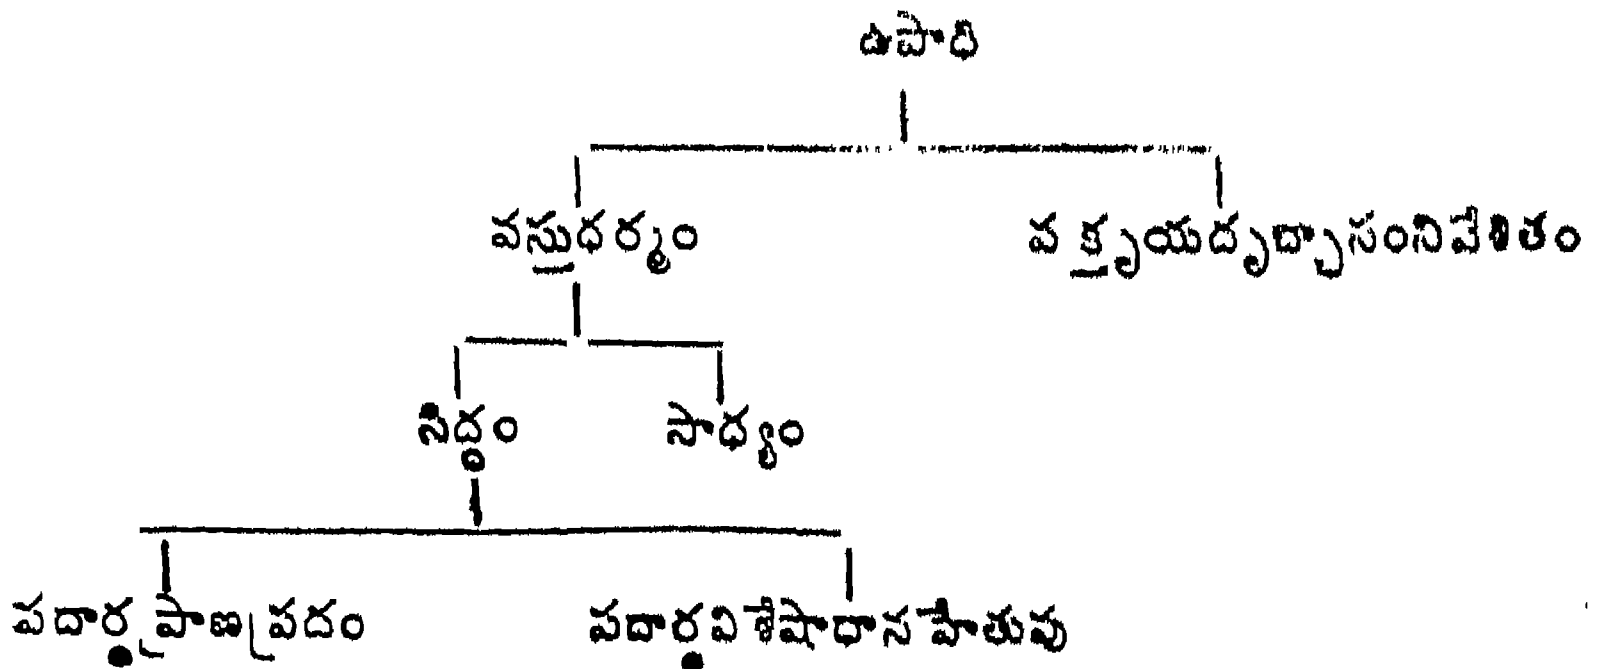 ఉపాధి
వస్తుధర్మం వక్తృయదృచ్ఛాసంనివేశితం
సిద్ధం సాధ్యం
పదార్థప్రాణప్రదం పదార్థవిశేషాధానహేతువు